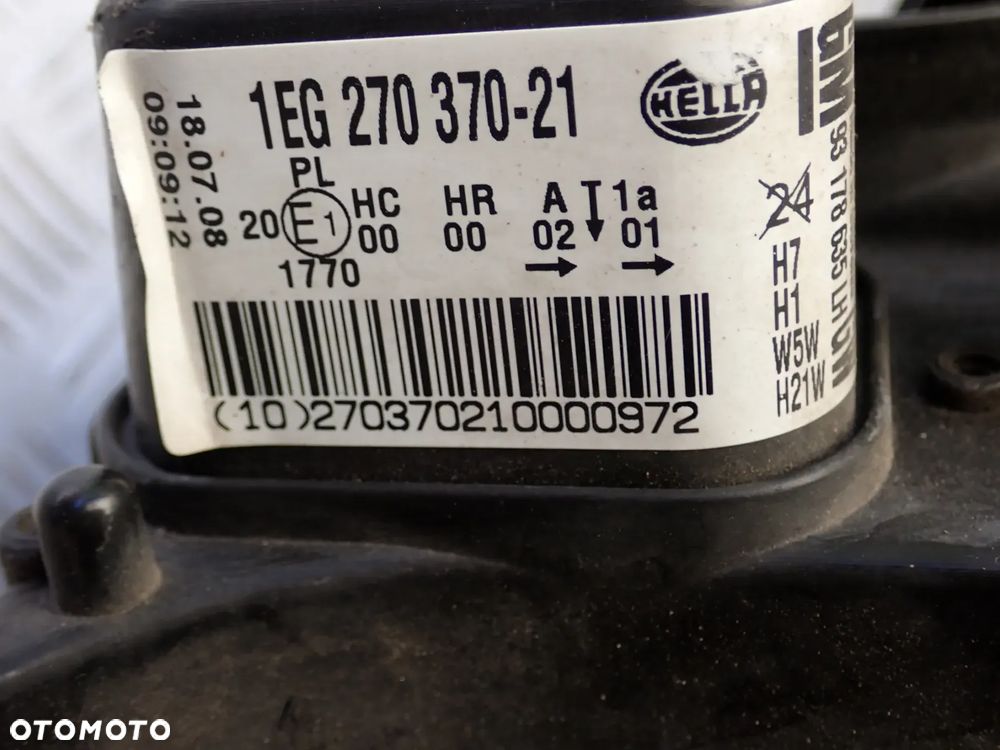 1EG 270 370-21
HELLA
18.07.08
09:09:12
PL
20 E1 HC HR A 1a
00 00 02 01
1770
(10)270370210000972
24
H7
H1
W5W
H21W
GM
93 178 635 LH
OTOMOTO